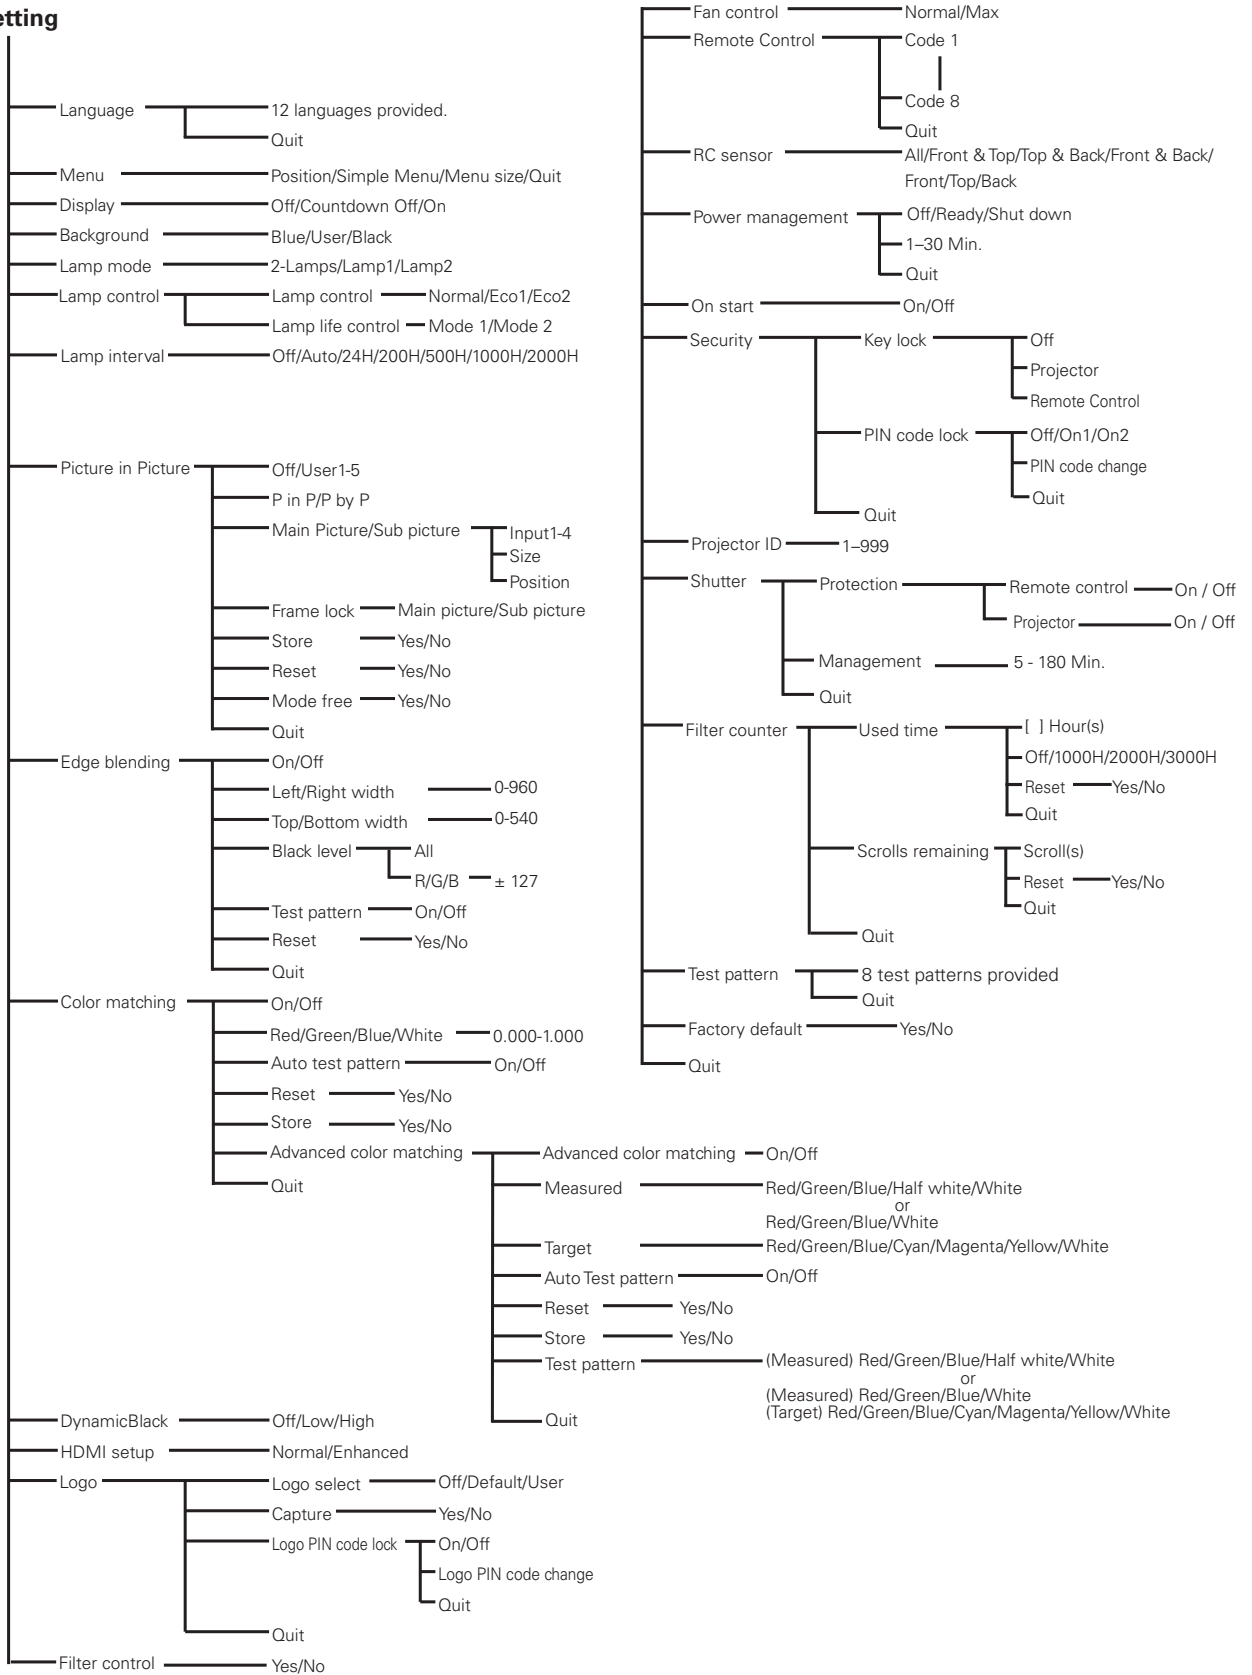 etting
Language 12 languages provided.
Quit
Menu Position/Simple Menu/Menu size/Quit
Display Off/Countdown Off/On
Background Blue/User/Black
Lamp mode 2-Lamps/Lamp1/Lamp2
Lamp control Lamp control Normal/Eco1/Eco2
Lamp life control Mode 1/Mode 2
Lamp interval Off/Auto/24H/200H/500H/1000H/2000H
Picture in Picture Off/User1-5
P in P/P by P
Main Picture/Sub picture Input1-4
Size
Position
Frame lock Main picture/Sub picture
Store Yes/No
Reset Yes/No
Mode free Yes/No
Quit
Edge blending On/Off
Left/Right width 0-960
Top/Bottom width 0-540
Black level All
R/G/B ± 127
Test pattern On/Off
Reset Yes/No
Quit
Color matching On/Off
Red/Green/Blue/White 0.000-1.000
Auto test pattern On/Off
Reset Yes/No
Store Yes/No
Advanced color matching Advanced color matching On/Off
Quit
Measured Red/Green/Blue/Half white/White
or
Red/Green/Blue/White
Target Red/Green/Blue/Cyan/Magenta/Yellow/White
Auto Test pattern On/Off
Reset Yes/No
Store Yes/No
Test pattern (Measured) Red/Green/Blue/Half white/White
or
(Measured) Red/Green/Blue/White
(Target) Red/Green/Blue/Cyan/Magenta/Yellow/White
Quit
DynamicBlack Off/Low/High
HDMI setup Normal/Enhanced
Logo Logo select Off/Default/User
Capture Yes/No
Logo PIN code lock On/Off
Logo PIN code change
Quit
Quit
Filter control Yes/No
Fan control Normal/Max
Remote Control Code 1
Code 8
Quit
RC sensor All/Front & Top/Top & Back/Front & Back/
Front/Top/Back
Power management Off/Ready/Shut down
1–30 Min.
Quit
On start On/Off
Security Key lock Off
Projector
Remote Control
PIN code lock Off/On1/On2
PIN code change
Quit
Quit
Projector ID 1–999
Shutter Protection Remote control On / Off
Projector On / Off
Management 5 - 180 Min.
Quit
Filter counter Used time [ ] Hour(s)
Off/1000H/2000H/3000H
Reset Yes/No
Quit
Scrolls remaining Scroll(s)
Reset Yes/No
Quit
Quit
Test pattern 8 test patterns provided
Quit
Factory default Yes/No
Quit